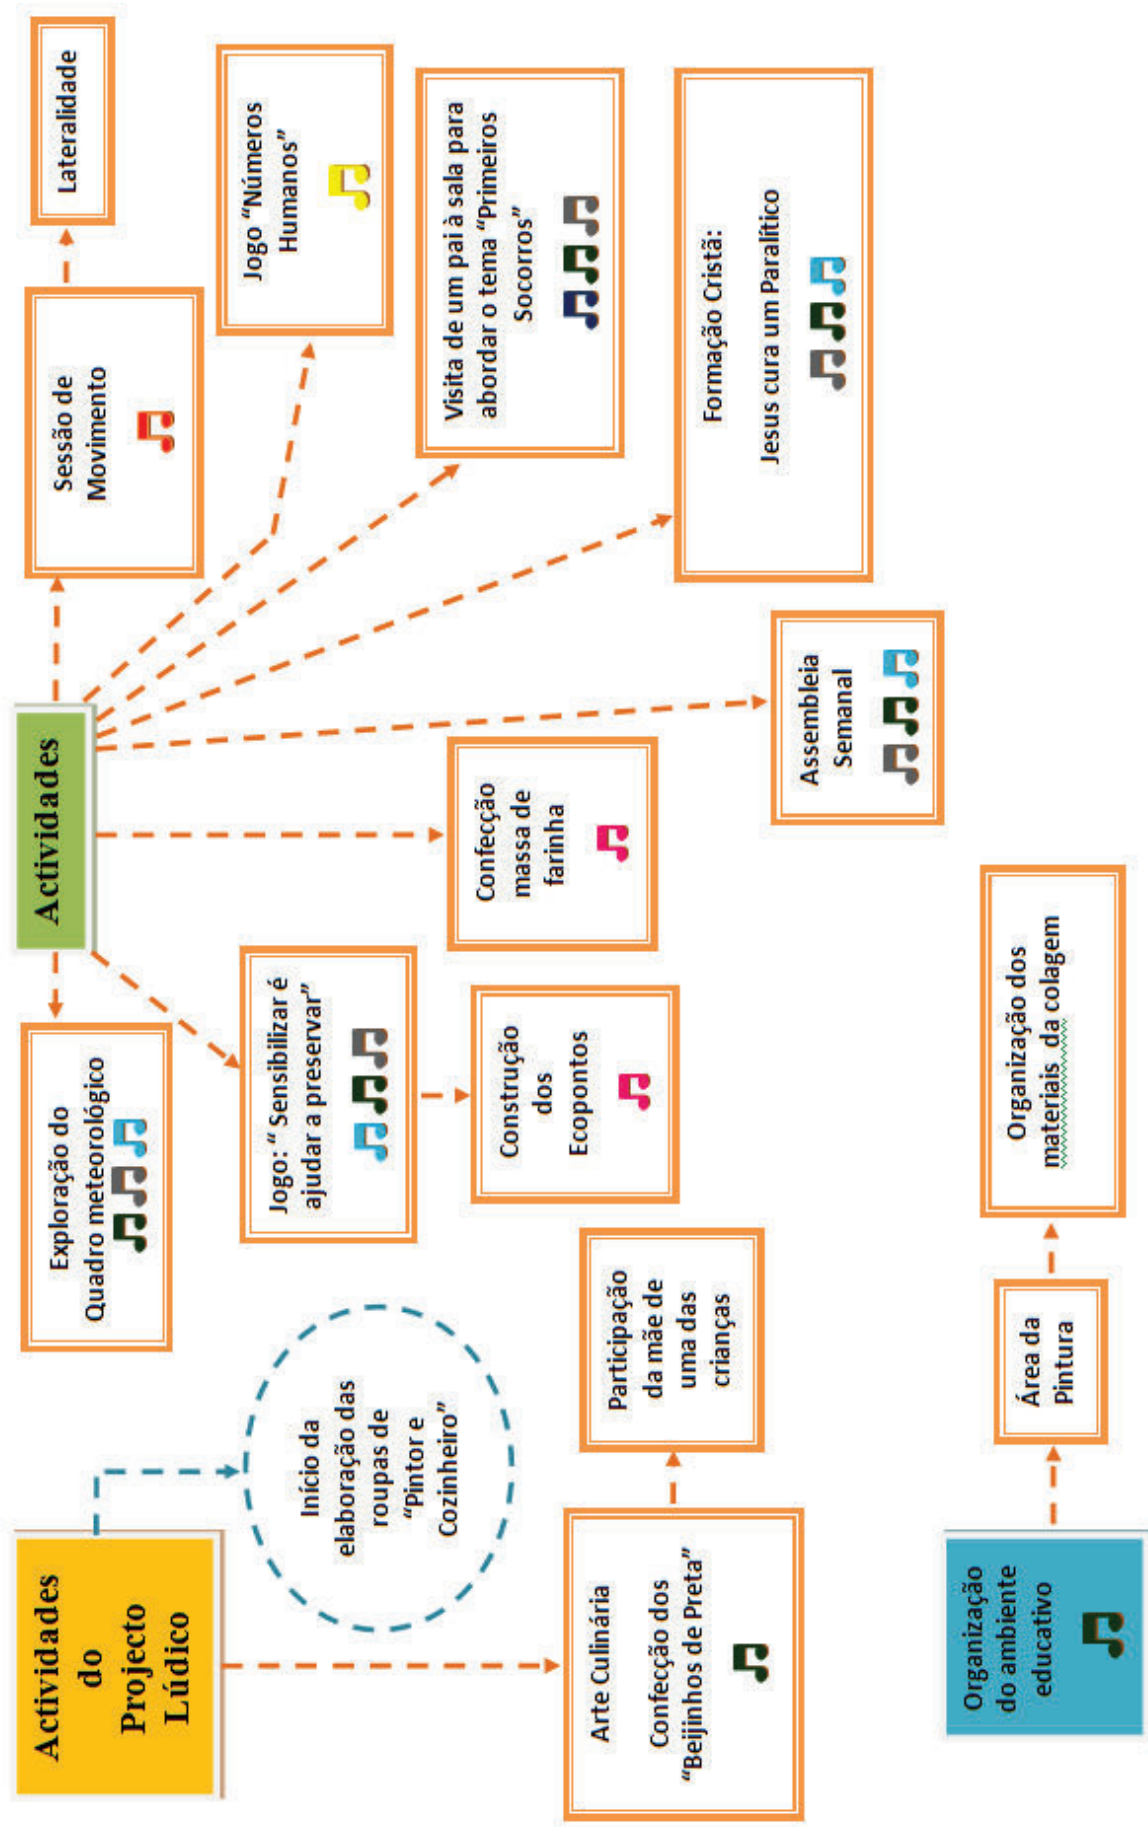 Actividades
do
Projecto
Lúdico
Início da
elaboração das
roupas de
“Pintor e
Cozinheiro”
Arte Culinária
Confecção dos
“Beijinhos de Preta”
Participação
da mãe de
uma das
crianças
Actividades
Exploração do
Quadro meteorológico
Jogo: “ Sensibilizar é
ajudar a preservar”
Construção
dos
Ecopontos
Confecção
massa de
farinha
Assembleia
Semanal
Formação Cristã:
Jesus cura um Paralítico
Visita de um pai à sala para
abordar o tema “Primeiros
Socorros”
Jogo “Números
Humanos”
Sessão de
Movimento
Lateralidade
Organização
do ambiente
educativo
Área da
Pintura
Organização dos
materiais da colagem